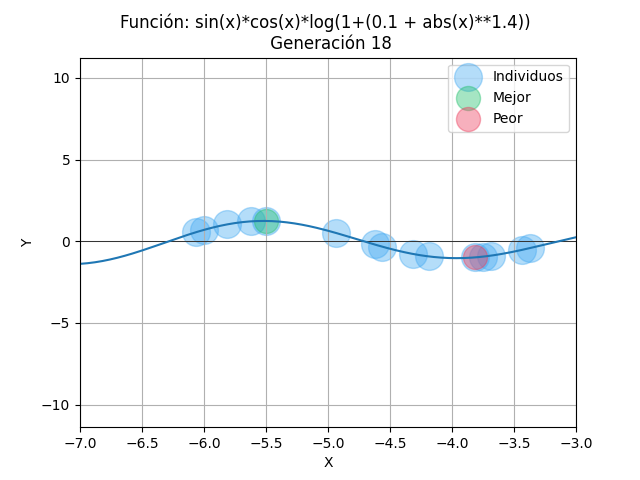 Función: sin(x)*cos(x)*log(1+(0.1 + abs(x)**1.4))
Generación 18
Individuos
Mejor
Peor
10
5
0
−5
−10
Y
−7.0 −6.5 −6.0 −5.5 −5.0 −4.5 −4.0 −3.5 −3.0
X